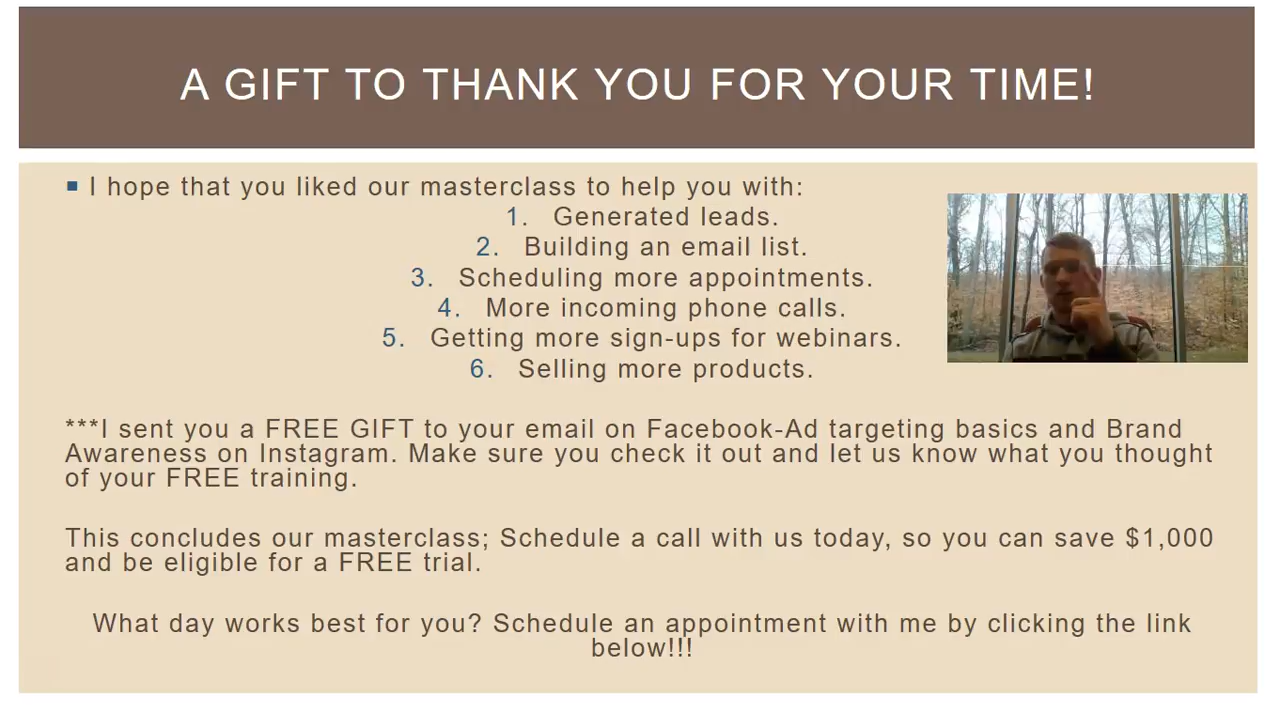 A GIFT TO THANK YOU FOR YOUR TIME!
▪ I hope that you liked our masterclass to help you with:
1. Generated leads.
2. Building an email list.
3. Scheduling more appointments.
4. More incoming phone calls.
5. Getting more sign-ups for webinars.
6. Selling more products.
***I sent you a FREE GIFT to your email on Facebook-Ad targeting basics and Brand
Awareness on Instagram. Make sure you check it out and let us know what you thought
of your FREE training.
This concludes our masterclass; Schedule a call with us today, so you can save $1,000
and be eligible for a FREE trial.
What day works best for you? Schedule an appointment with me by clicking the link
below!!!